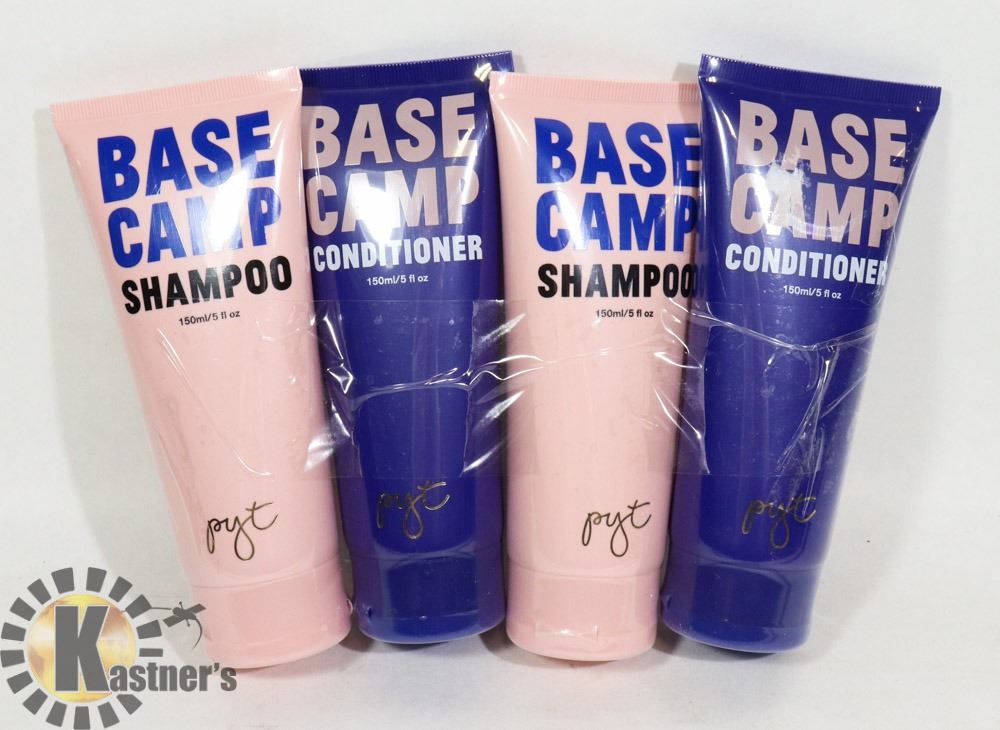 BASE
CAMP
SHAMPOO
150ml/5 fl oz
pyt
BASE
CAMP
CONDITIONER
150ml/5 fl oz
pyt
BASE
CAMP
SHAMPOO
150ml/5 fl oz
pyt
BASE
CAMP
CONDITIONER
150ml/5 fl oz
pyt
Kastner's